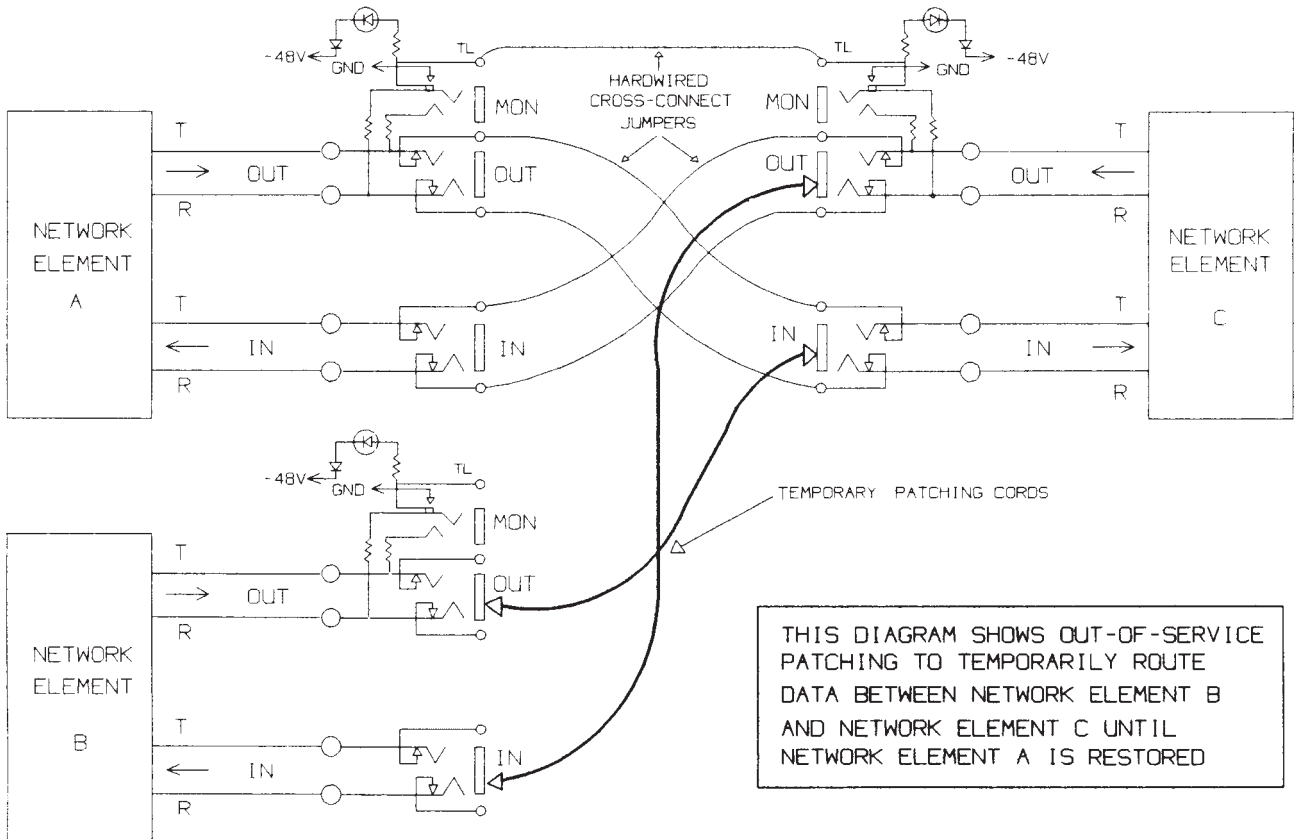 -48V
GND
TL
MON
OUT
IN
T
OUT
R
T
IN
R
NETWORK
ELEMENT
A
HARDWIRED
CROSS-CONNECT
JUMPERS
TL
GND
-48V
MON
OUT
IN
T
OUT
R
T
IN
R
NETWORK
ELEMENT
C
-48V
GND
TL
MON
OUT
IN
T
OUT
R
T
IN
R
NETWORK
ELEMENT
B
TEMPORARY PATCHING CORDS
THIS DIAGRAM SHOWS OUT-OF-SERVICE
PATCHING TO TEMPORARILY ROUTE
DATA BETWEEN NETWORK ELEMENT B
AND NETWORK ELEMENT C UNTIL
NETWORK ELEMENT A IS RESTORED